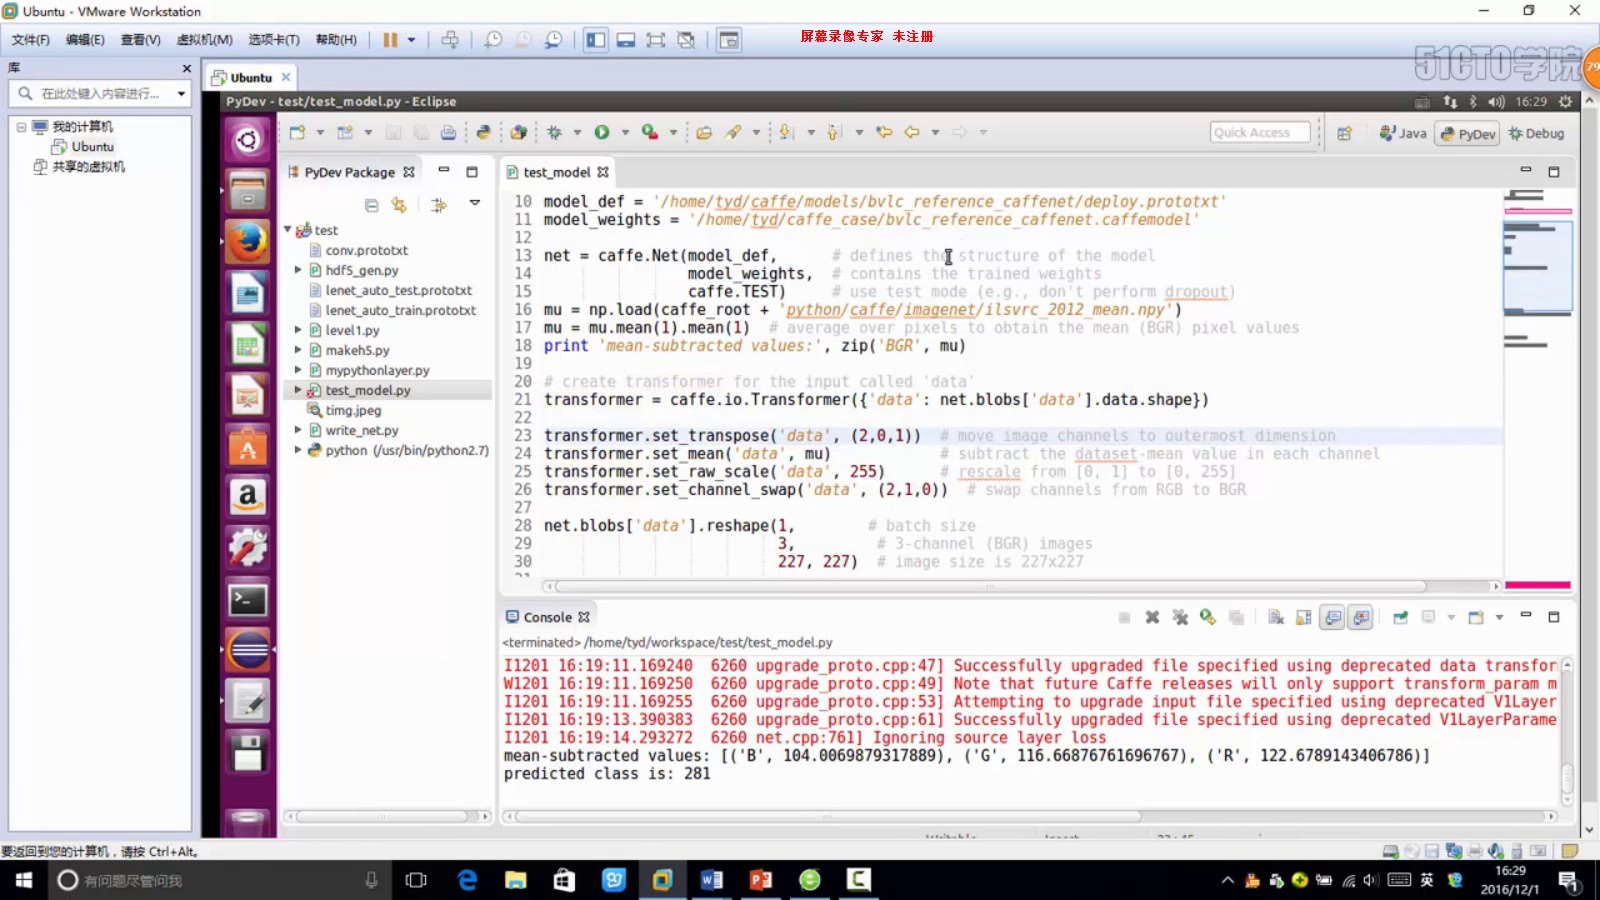 Ubuntu - VMware Workstation
文件(F) 编辑(E) 查看(V) 虚拟机(M) 选项卡(T) 帮助(H)
屏幕录像专家 未注册
51CTO学院
79
库
在此处键入内容进行...
我的计算机
Ubuntu
共享的虚拟机
Ubuntu
PyDev - test/test_model.py - Eclipse
16:29
Quick Access
Java
PyDev
Debug
PyDev Package
test
conv.prototxt
hdf5_gen.py
lenet_auto_test.prototxt
lenet_auto_train.prototxt
level1.py
makeh5.py
mypythonlayer.py
test_model.py
timg.jpeg
write_net.py
python (/usr/bin/python2.7)
test_model
10 model_def = '/home/tyd/caffe/models/bvlc_reference_caffenet/deploy.prototxt'
11 model_weights = '/home/tyd/caffe_case/bvlc_reference_caffenet.caffemodel'
12
13 net = caffe.Net(model_def, # defines the structure of the model
14 model_weights, # contains the trained weights
15 caffe.TEST) # use test mode (e.g., don't perform dropout)
16 mu = np.load(caffe_root + 'python/caffe/imagenet/ilsvrc_2012_mean.npy')
17 mu = mu.mean(1).mean(1) # average over pixels to obtain the mean (BGR) pixel values
18 print 'mean-subtracted values:', zip('BGR', mu)
19
20 # create transformer for the input called 'data'
21 transformer = caffe.io.Transformer({'data': net.blobs['data'].data.shape})
22
23 transformer.set_transpose('data', (2,0,1)) # move image channels to outermost dimension
24 transformer.set_mean('data', mu) # subtract the dataset-mean value in each channel
25 transformer.set_raw_scale('data', 255) # rescale from [0, 1] to [0, 255]
26 transformer.set_channel_swap('data', (2,1,0)) # swap channels from RGB to BGR
27
28 net.blobs['data'].reshape(1, # batch size
29 3, # 3-channel (BGR) images
30 227, 227) # image size is 227x227
Console
<terminated> /home/tyd/workspace/test/test_model.py
I1201 16:19:11.169240 6260 upgrade_proto.cpp:47] Successfully upgraded file specified using deprecated data transfor
W1201 16:19:11.169250 6260 upgrade_proto.cpp:49] Note that future Caffe releases will only support transform_param m
I1201 16:19:11.169255 6260 upgrade_proto.cpp:53] Attempting to upgrade input file specified using deprecated V1Layer
I1201 16:19:13.390383 6260 upgrade_proto.cpp:61] Successfully upgraded file specified using deprecated V1LayerParame
I1201 16:19:14.293272 6260 net.cpp:761] Ignoring source layer loss
mean-subtracted values: [('B', 104.0069879317889), ('G', 116.66876761696767), ('R', 122.6789143406786)]
predicted class is: 281
要返回到您的计算机，请按 Ctrl+Alt。
有问题尽管问我
英
16:29
2016/12/1
1